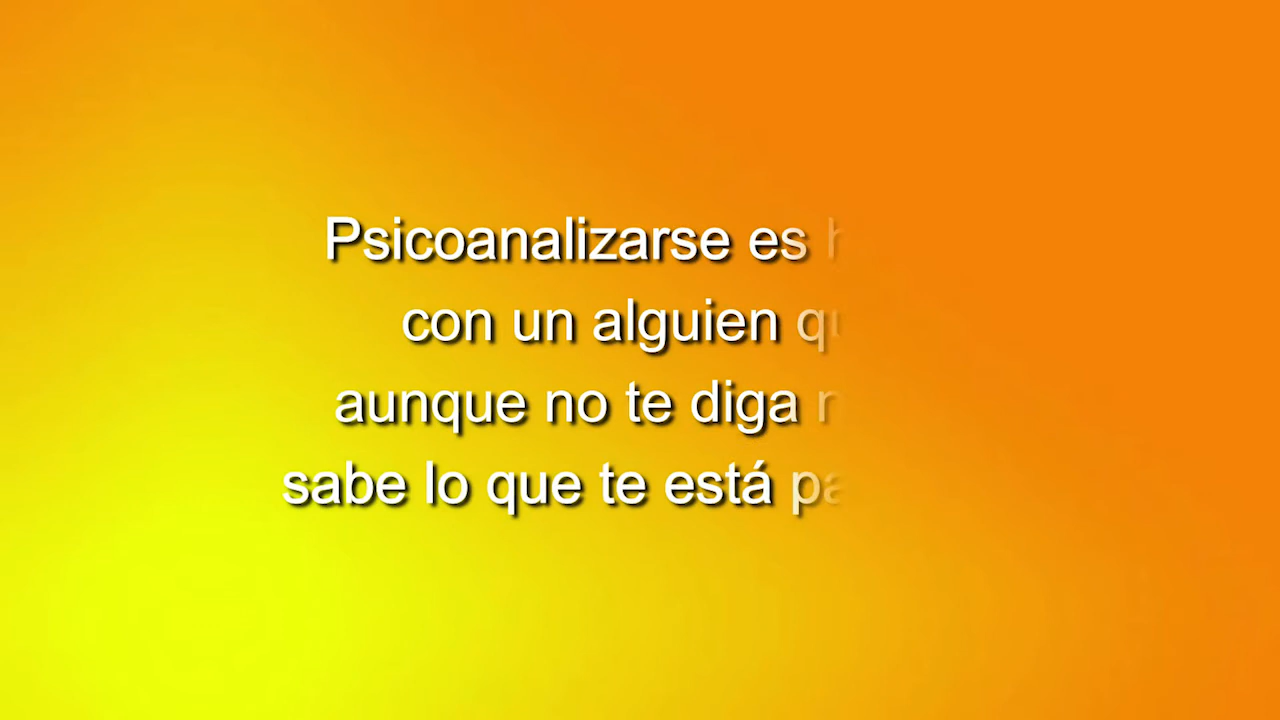 Psicoanalizarse es
con un alguien
aunque no te diga
sabe lo que te está